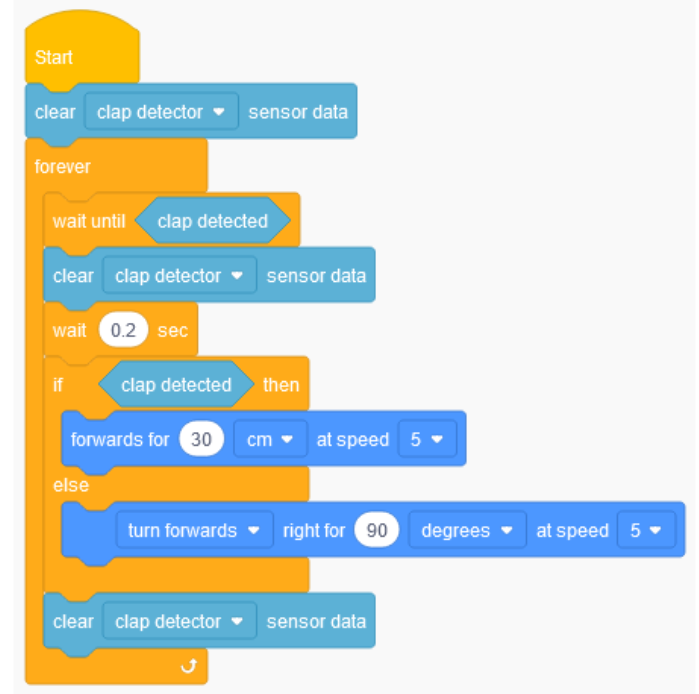 Start
clear clap detector sensor data
forever
wait until clap detected
clear clap detector sensor data
wait 0.2 sec
if clap detected then
forwards for 30 cm at speed 5
else
turn forwards right for 90 degrees at speed 5
clear clap detector sensor data